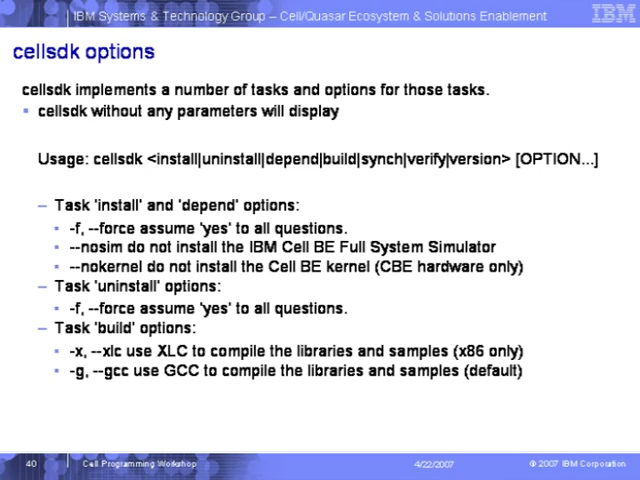 IBM Systems & Technology Group – Cell/Quasar Ecosystem & Solutions Enablement
IBM
cellsdk options
cellsdk implements a number of tasks and options for those tasks.
▪ cellsdk without any parameters will display
Usage: cellsdk <install|uninstall|depend|build|synch|verify|version> [OPTION...]
– Task 'install' and 'depend' options:
▪ -f, --force assume 'yes' to all questions.
▪ --nosim do not install the IBM Cell BE Full System Simulator
▪ --nokernel do not install the Cell BE kernel (CBE hardware only)
– Task 'uninstall' options:
▪ -f, --force assume 'yes' to all questions.
– Task 'build' options:
▪ -x, --xlc use XLC to compile the libraries and samples (x86 only)
▪ -g, --gcc use GCC to compile the libraries and samples (default)
40 Cell Programming Workshop 4/22/2007 © 2007 IBM Corporation